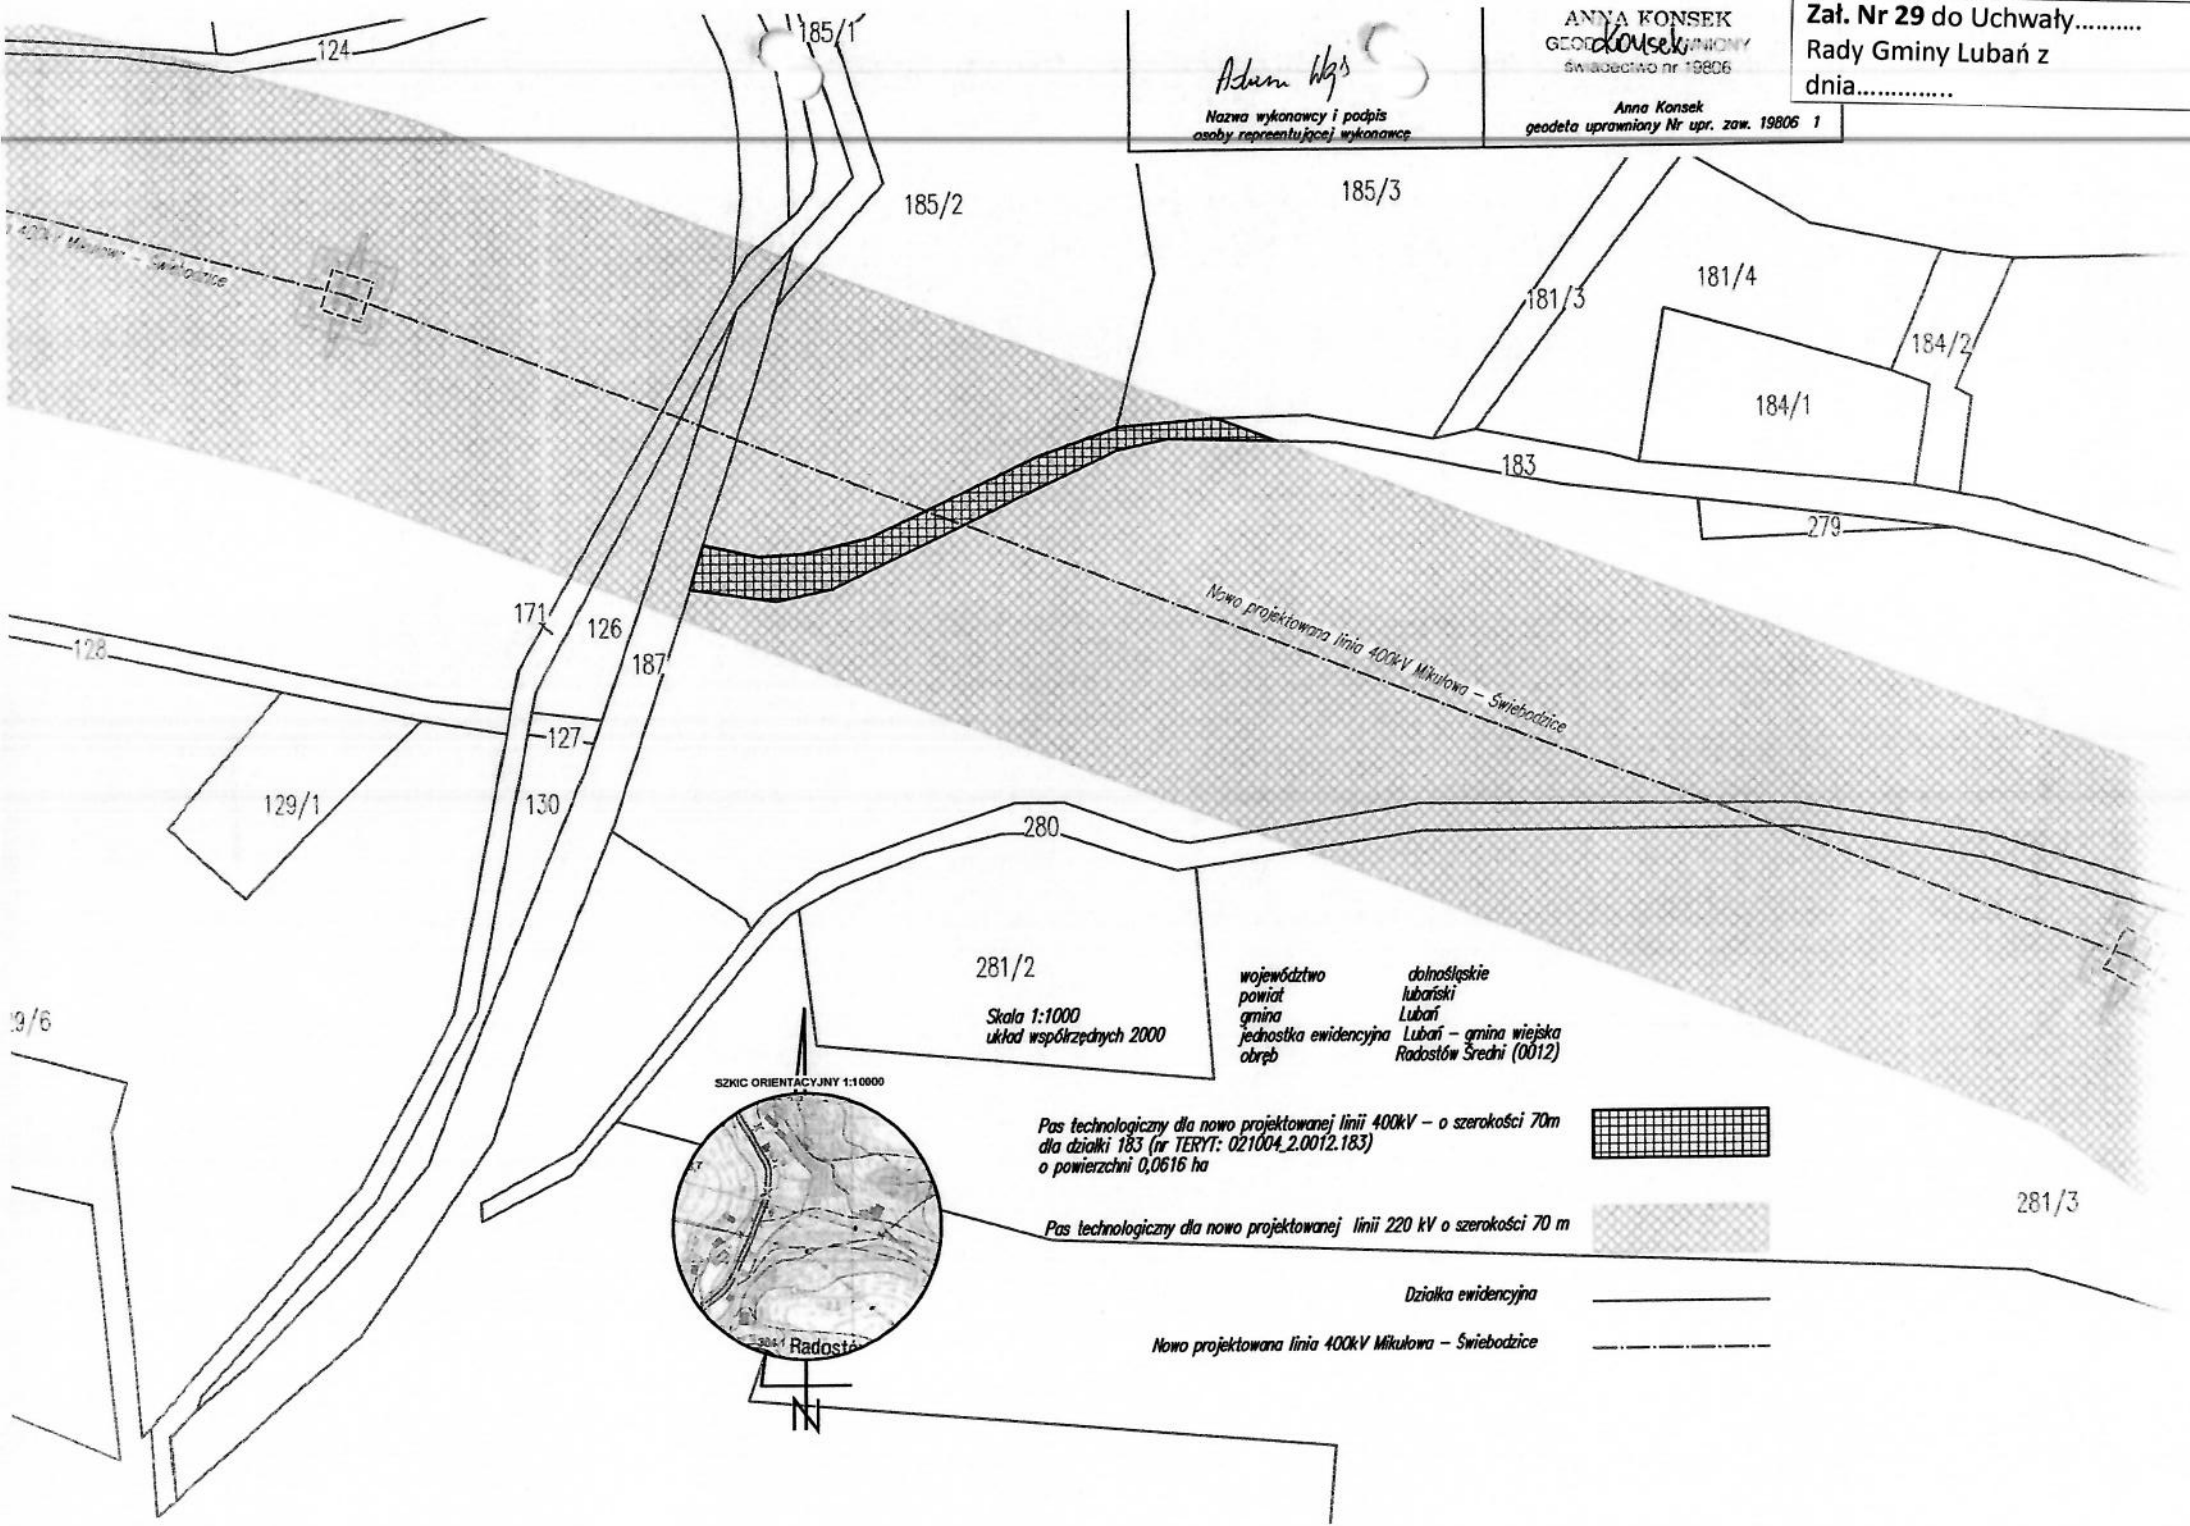 185/1
124
Nazwa wykonawcy i podpis
osoby repreentującej wykonawcę
ANNA KONSEK
świadectwo nr 19806
Anna Konsek
geodeta uprawniony Nr upr. zaw. 19806 1
Zał. Nr 29 do Uchwały..........
Rady Gminy Lubań z
dnia.............
185/2
185/3
181/3
181/4
184/2
184/1
400kV Mikułowa – Świebodzice
183
279
Nowo projektowana linia 400kV Mikułowa – Świebodzice
171
126
187
128
127
129/1
130
280
281/2
Skala 1:1000
układ współrzędnych 2000
województwo dolnośląskie
powiat lubański
gmina Lubań
jednostka ewidencyjna Lubań – gmina wiejska
obręb Radostów Średni (0012)
9/6
SZKIC ORIENTACYJNY 1:10000
Radostó
N
Pas technologiczny dla nowo projektowanej linii 400kV – o szerokości 70m
dla działki 183 (nr TERYT: 021004_2.0012.183)
o powierzchni 0,0616 ha
Pas technologiczny dla nowo projektowanej linii 220 kV o szerokości 70 m
281/3
Działka ewidencyjna
Nowo projektowana linia 400kV Mikułowa – Świebodzice